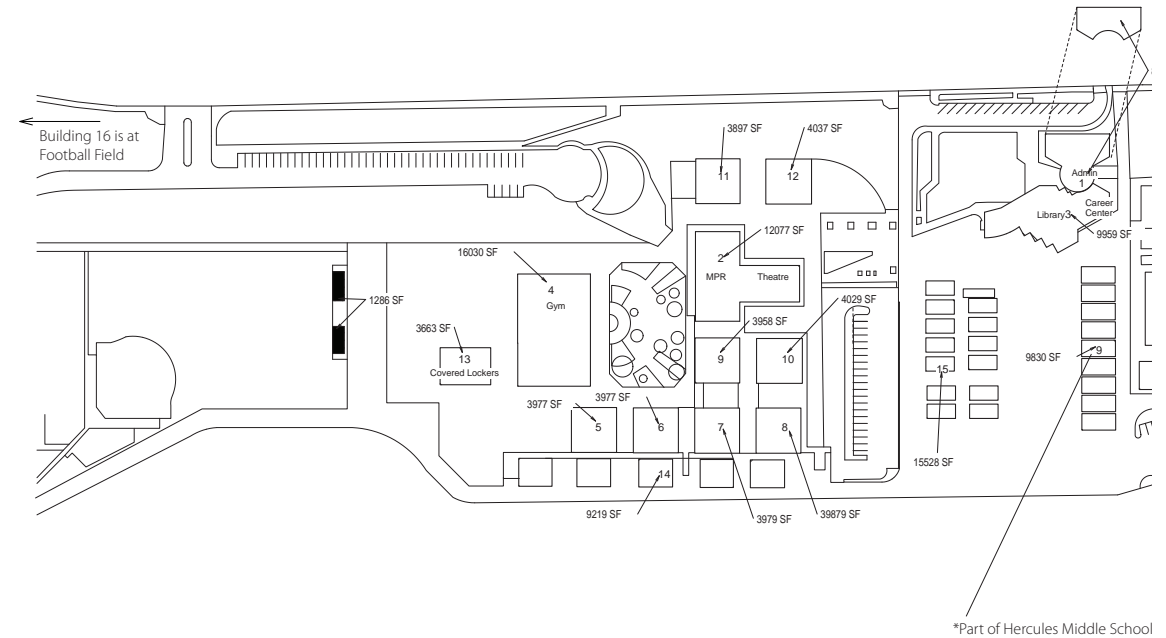 Building 16 is at
Football Field
3897 SF
4037 SF
11
12
Admin
1
Career
Center
Library3
9959 SF
12077 SF
2
MPR
Theatre
16030 SF
4
Gym
1286 SF
4029 SF
3663 SF
13
Covered Lockers
3958 SF
9
10
9830 SF
9
15
3977 SF
3977 SF
5
6
7
8
15528 SF
14
9219 SF
3979 SF
39879 SF
*Part of Hercules Middle School